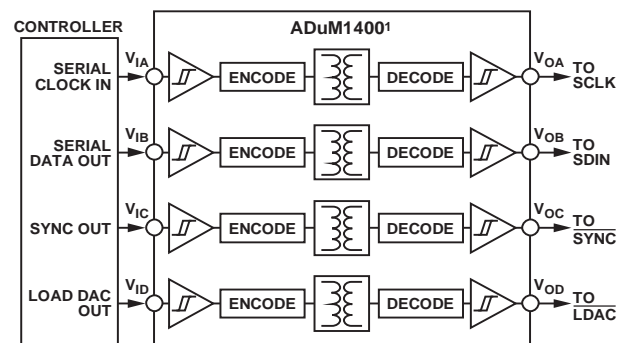 CONTROLLER
ADuM1400¹
SERIAL
CLOCK IN
V_IA
ENCODE
DECODE
V_OA
TO
SCLK
SERIAL
DATA OUT
V_IB
ENCODE
DECODE
V_OB
TO
SDIN
SYNC OUT
V_IC
ENCODE
DECODE
V_OC
TO
SYNC
LOAD DAC
OUT
V_ID
ENCODE
DECODE
V_OD
TO
LDAC